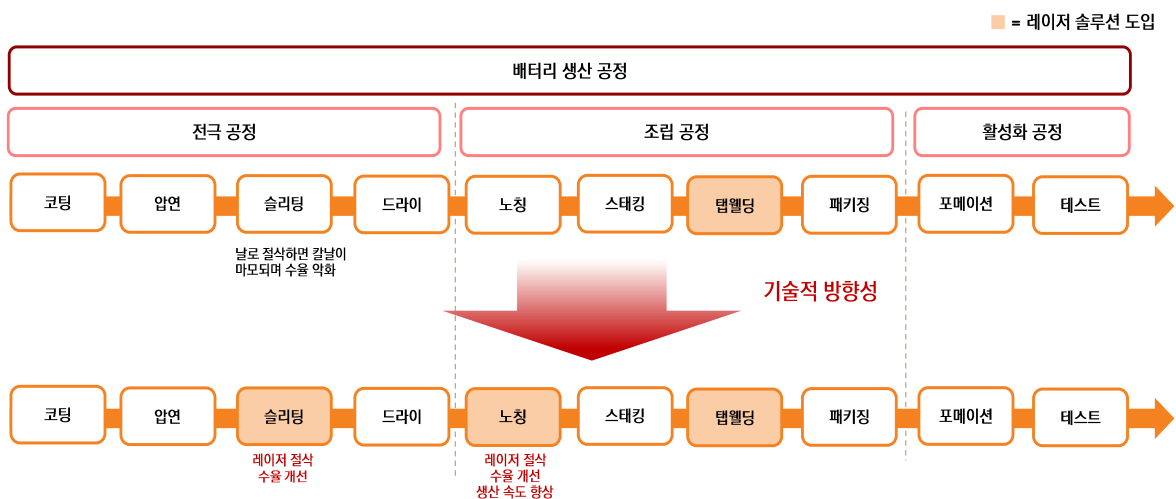 = 레이저 솔루션 도입
배터리 생산 공정
전극 공정
조립 공정
활성화 공정
코팅
압연
슬리팅
드라이
노칭
스태킹
탭웰딩
패키징
포메이션
테스트
날로 절삭하면 칼날이
마모되며 수율 악화
기술적 방향성
코팅
압연
슬리팅
드라이
노칭
스태킹
탭웰딩
패키징
포메이션
테스트
레이저 절삭
수율 개선
레이저 절삭
수율 개선
생산 속도 향상